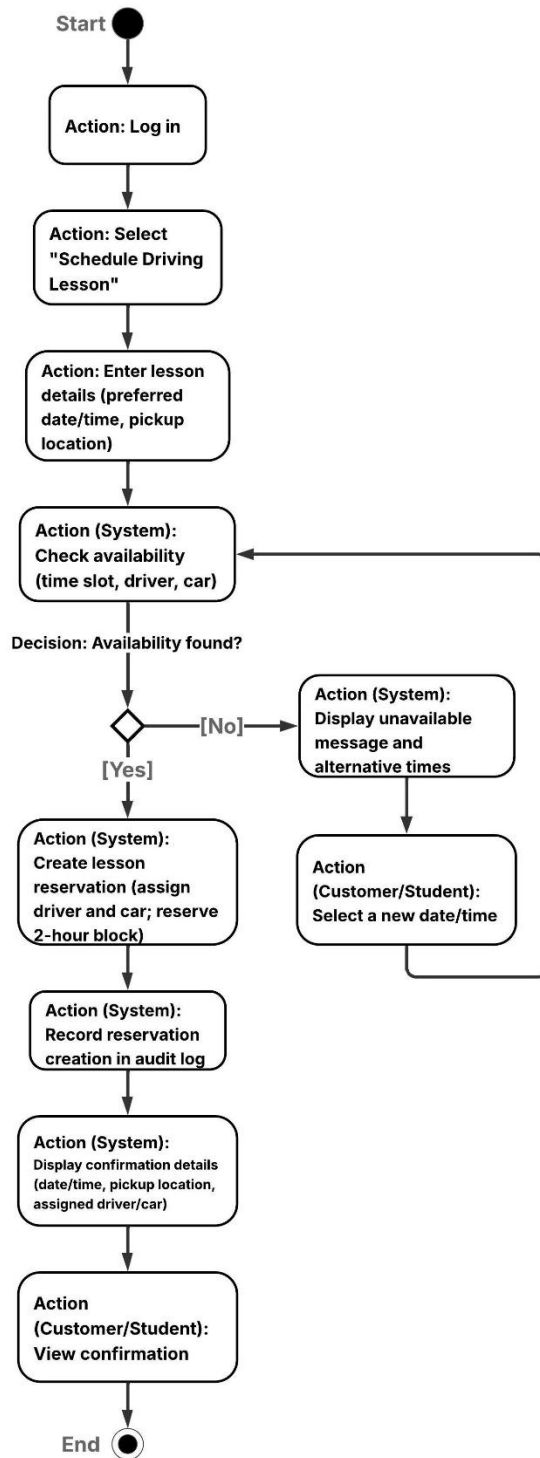 Start
Action: Log in
Action: Select
"Schedule Driving
Lesson"
Action: Enter lesson
details (preferred
date/time, pickup
location)
Action (System):
Check availability
(time slot, driver, car)
Decision: Availability found?
[No]
Action (System):
Display unavailable
message and
alternative times
[Yes]
Action (System):
Create lesson
reservation (assign
driver and car; reserve
2-hour block)
Action
(Customer/Student):
Select a new date/time
Action (System):
Record reservation
creation in audit log
Action (System):
Display confirmation details
(date/time, pickup location,
assigned driver/car)
Action
(Customer/Student):
View confirmation
End